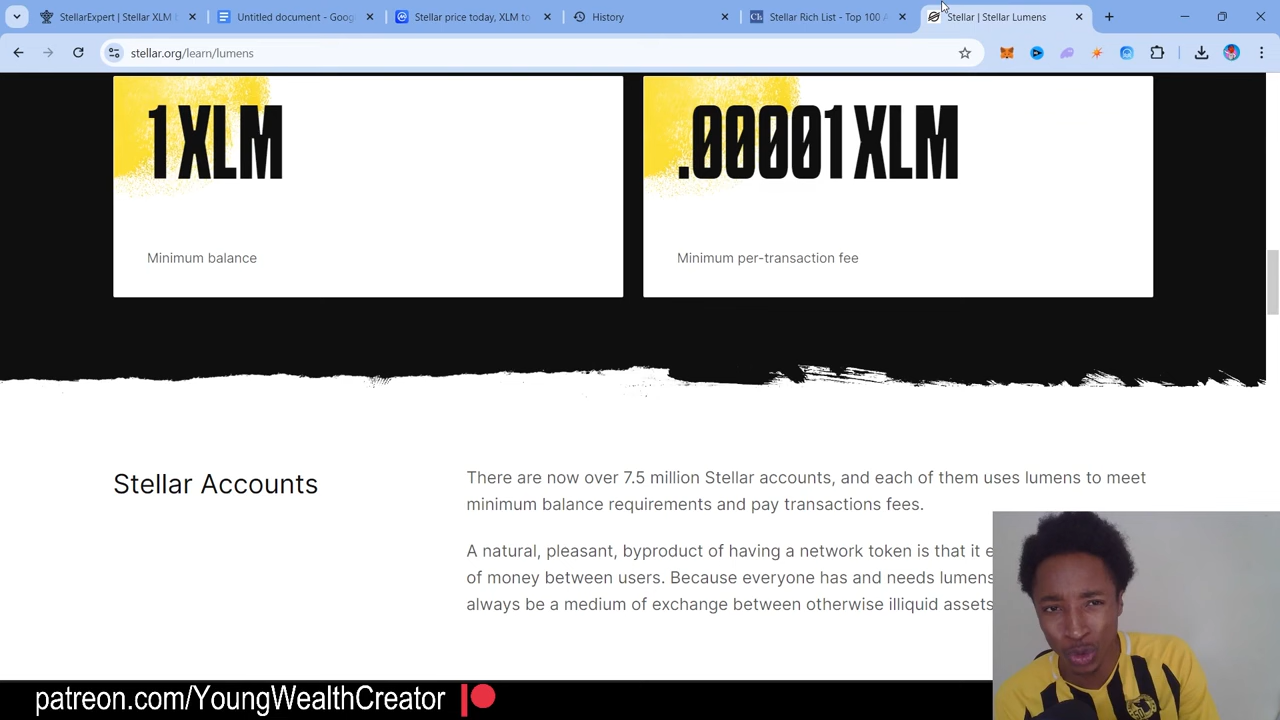 StellarExpert | Stellar XLM
Untitled document - Goog
Stellar price today, XLM to
History
Stellar Rich List - Top 100 A
Stellar | Stellar Lumens
stellar.org/learn/lumens
1 XLM
Minimum balance
.00001 XLM
Minimum per-transaction fee
Stellar Accounts
There are now over 7.5 million Stellar accounts, and each of them uses lumens to meet
minimum balance requirements and pay transactions fees.
A natural, pleasant, byproduct of having a network token is that it e
of money between users. Because everyone has and needs lumens
always be a medium of exchange between otherwise illiquid assets
patreon.com/YoungWealthCreator